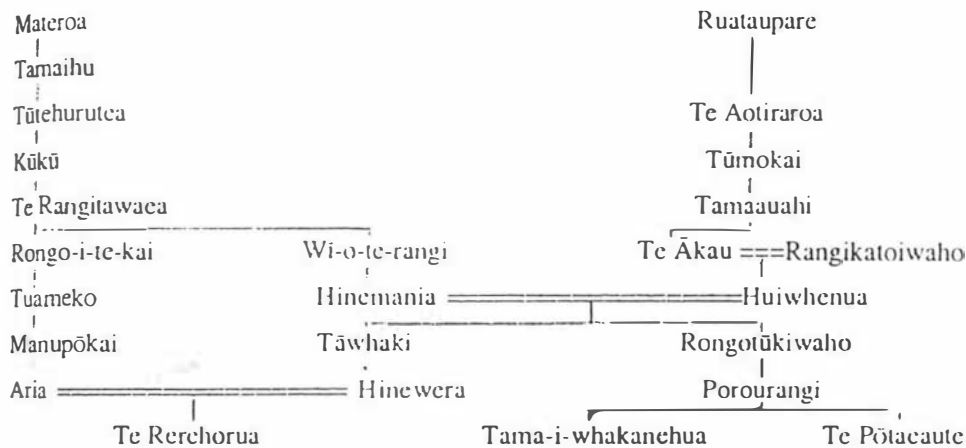 Materoa Ruataupare
Tamaihu
Tūtehurutea Te Aotiraroa
Kūkū Tūmokai
Te Rangitawaea Tamaauahi
Rongo-i-te-kai Wi-o-te-rangi Te Ākau ===Rangikatoiwaho
Tuameko Hinemania Huiwhenua
Manupōkai Tāwhaki Rongotūkiwaho
Aria Hinewera Porourangi
Te Rerehorua Tama-i-whakanehua Te Pōtaeaute